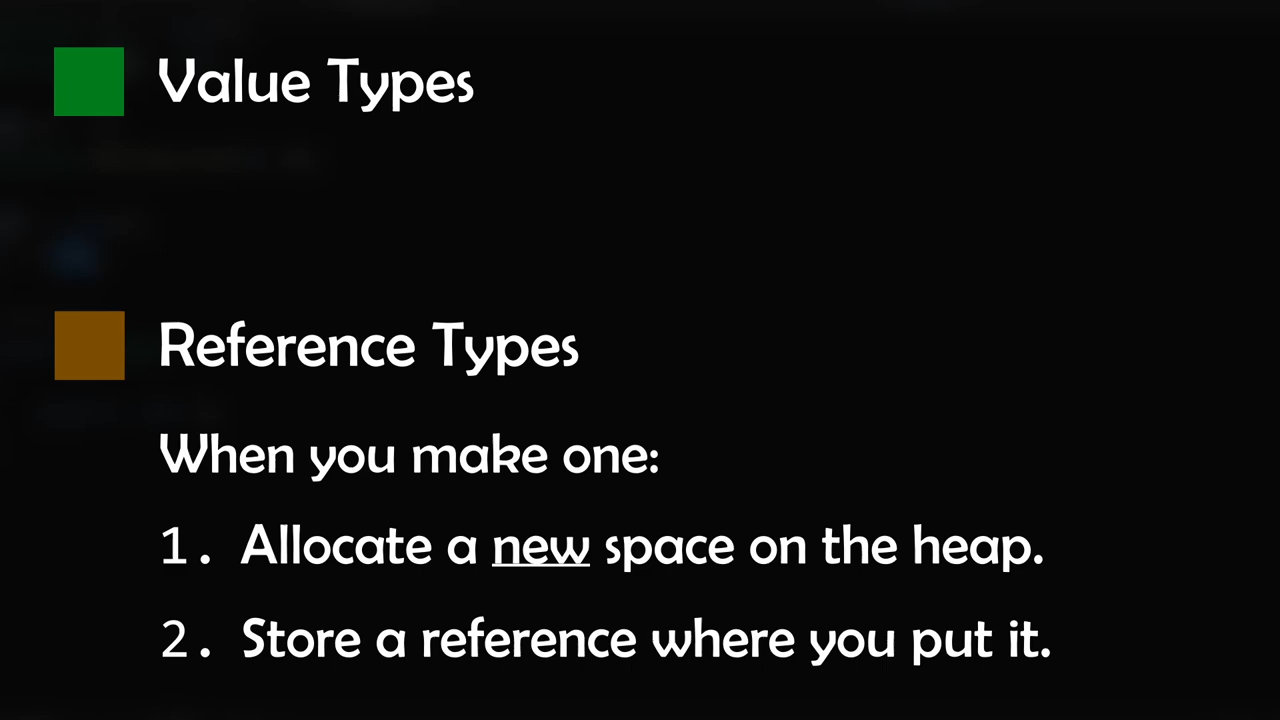 Value Types
Reference Types
When you make one:
1. Allocate a new space on the heap.
2. Store a reference where you put it.